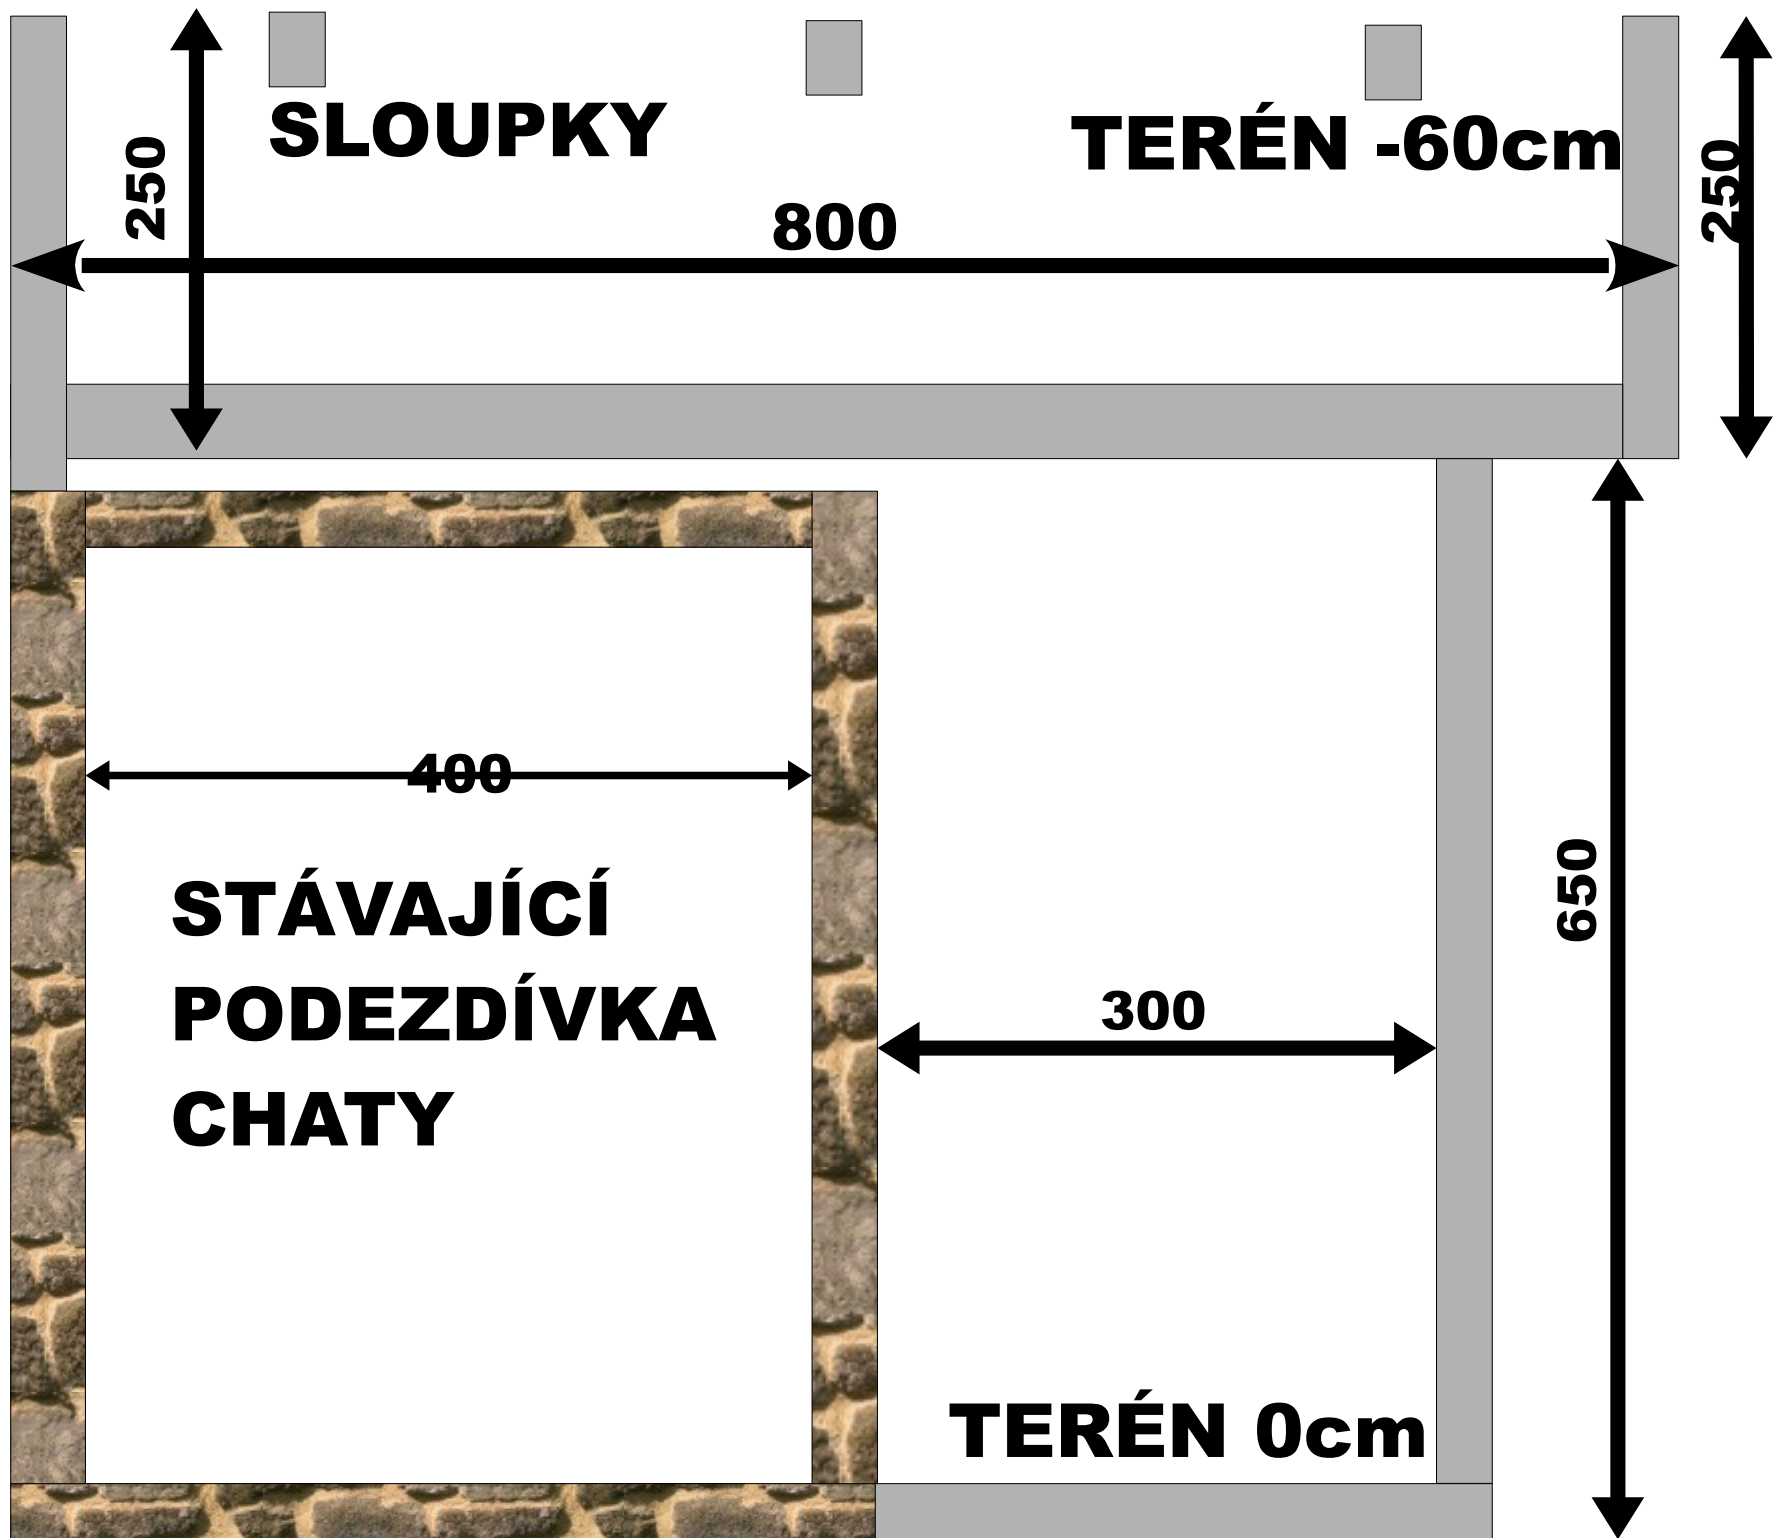 SLOUPKY
TERÉN -60cm
250
800
250
400
STÁVAJÍCÍ
PODEZDÍVKA
CHATY
650
300
TERÉN 0cm